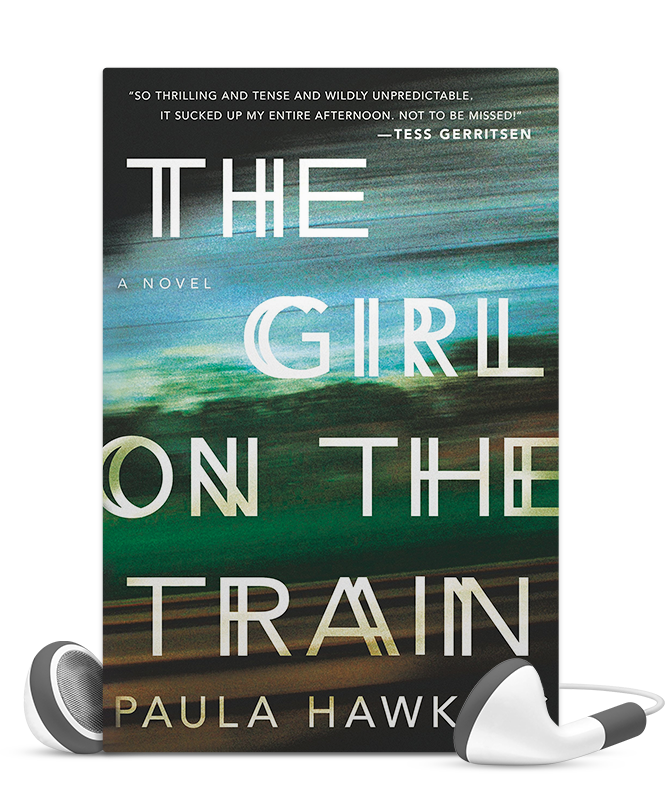 “SO THRILLING AND TENSE AND WILDLY UNPREDICTABLE,
IT SUCKED UP MY ENTIRE AFTERNOON. NOT TO BE MISSED!”
—TESS GERRITSEN
THE
A NOVEL
GIRL
ON THE
TRAIN
PAULA HAWK